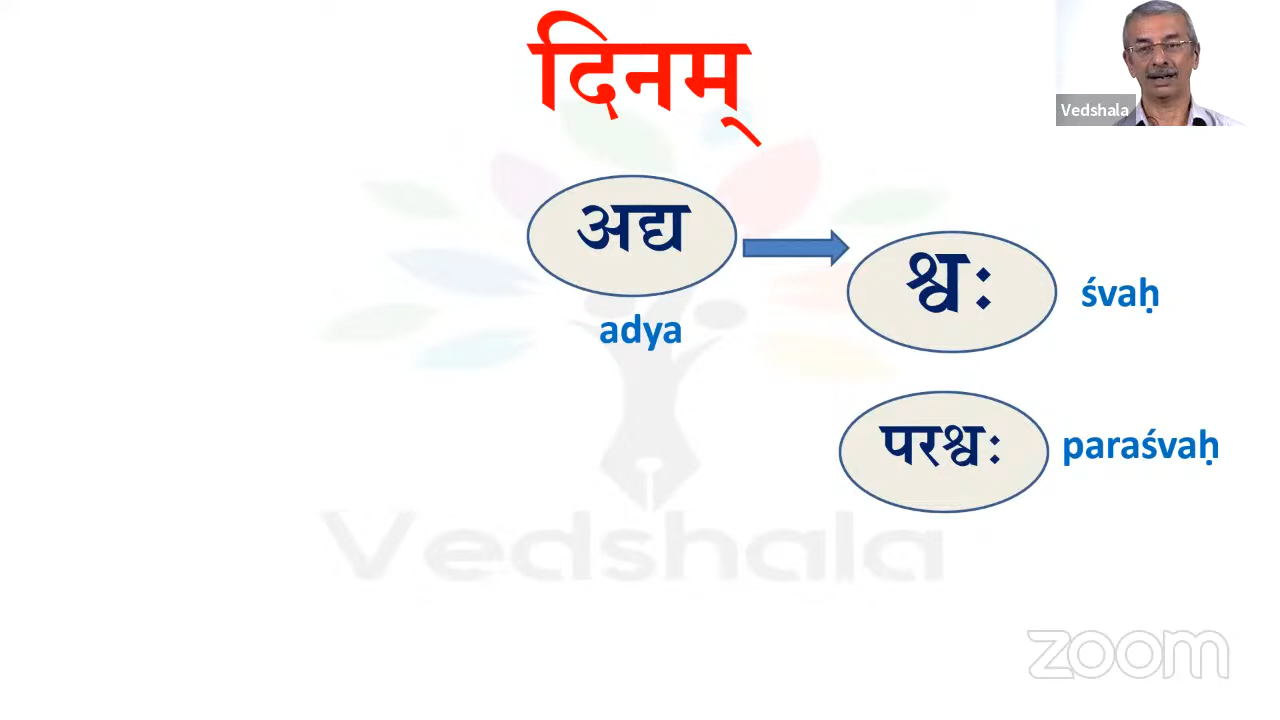 दिनम्
Vedshala
अद्य
श्वः
śvaḥ
adya
परश्वः
paraśvaḥ
Vedshala
zoom